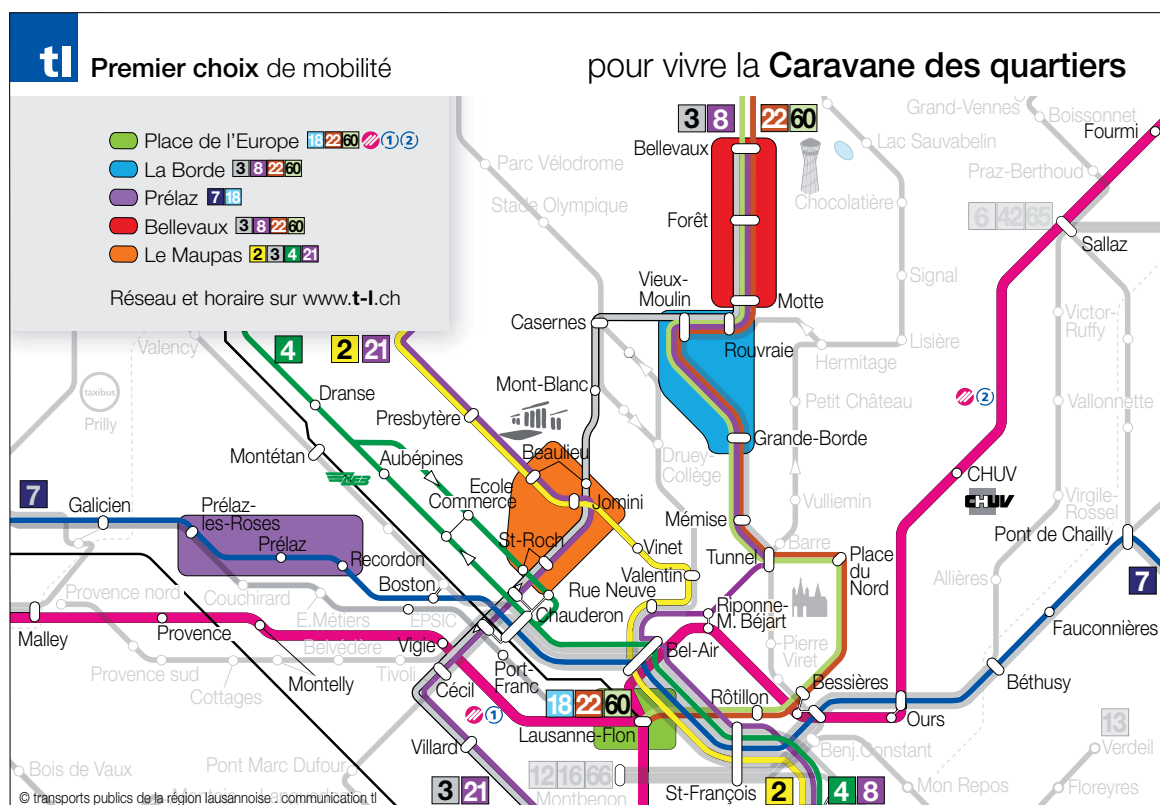 tl
Premier choix de mobilité
pour vivre la Caravane des quartiers
Place de l'Europe 18 22 60 1 2
La Borde 3 8 22 60
Prélaz 7 18
Bellevaux 3 8 22 60
Le Maupas 2 3 4 21
Réseau et horaire sur www.t-l.ch
3 8 22 60
Bellevaux
Forêt
Vieux-
Moulin
Motte
Rouvraie
Casernes
Grande-Borde
Mémise
Tunnel
Place
du
Nord
Parc Vélodrome
Stade Olympique
Grand-Vennes
Boissonnet
Fourmi
Lac Sauvabelin
Praz-Berthoud
Chocolatière
6 42 65
Sallaz
Signal
Victor-
Ruffy
Lisière
Hermitage
Petit Château
2
Vallonnette
Druey-
Collège
CHUV
CHUV
Vulliemin
Virgile-
Rossel
Barre
Pont de Chailly
7
Allières
Fauconnières
Béthusy
Valency
taxibus
Prilly
4
2 21
Dranse
Mont-Blanc
Presbytère
Montétan
LEB
Aubépines
Beaulieu
Ecole
Commerce
Jomini
7
Galicien
Prélaz-
les-Roses
Prélaz
Recordon
St-Roch
Vinet
Valentin
Boston
Rue Neuve
Chauderon
Riponne-
M. Béjart
Provence nord
Couchirard
E.Métiers
EPSIC
Malley
Provence
Belvédère
Vigie
Bel-Air
Pierre
Viret
Provence sud
Tivoli
Port-
Franc
Cottages
Montelly
Cécil
18 22 60
Rôtillon
Bessières
Ours
1
Lausanne-Flon
Villard
Benj.Constant
13
Verdeil
Bois de Vaux
Pont Marc Dufour
12 16 66
Montbenon
Mon Repos
Floreyres
3 21
St-François
2
4 8
© transports publics de la région lausannoise . communication tl